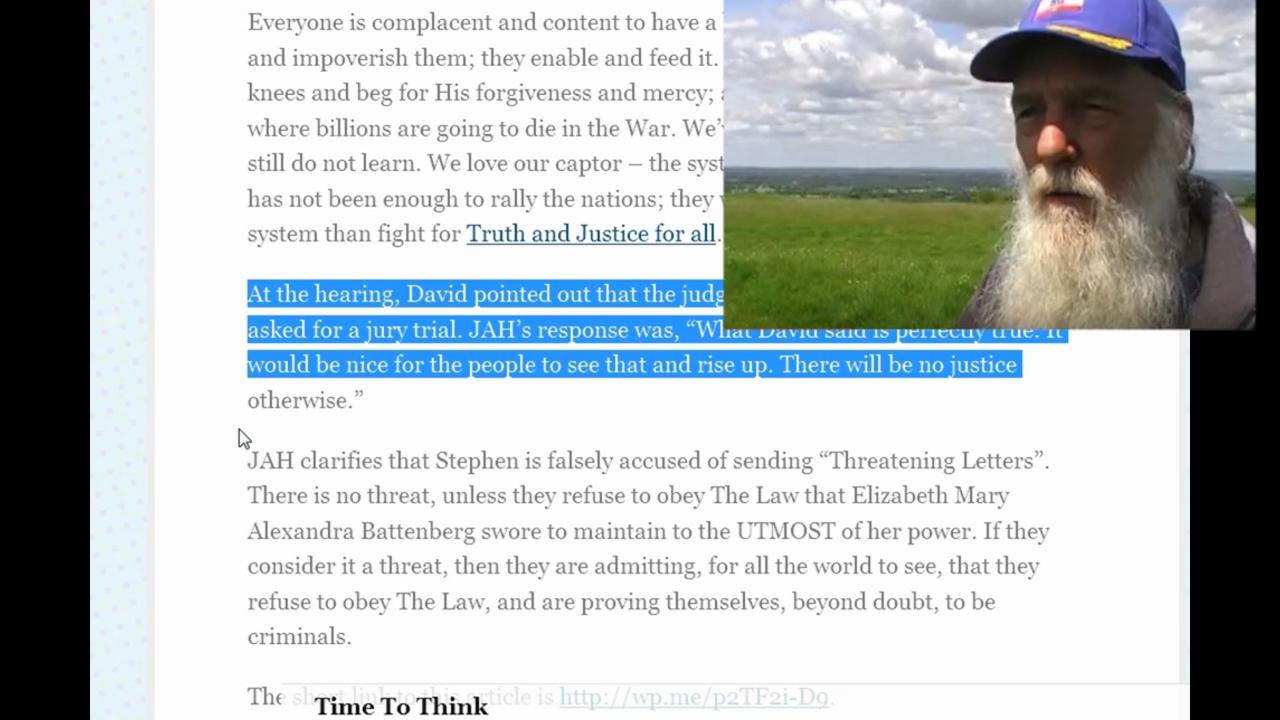 Everyone is complacent and content to have a
and impoverish them; they enable and feed it.
knees and beg for His forgiveness and mercy;
where billions are going to die in the War. We’
still do not learn. We love our captor – the syst
has not been enough to rally the nations; they
system than fight for Truth and Justice for all.
At the hearing, David pointed out that the judg
asked for a jury trial. JAH’s response was, “What David said is perfectly true. It
would be nice for the people to see that and rise up. There will be no justice
otherwise.”
JAH clarifies that Stephen is falsely accused of sending “Threatening Letters”.
There is no threat, unless they refuse to obey The Law that Elizabeth Mary
Alexandra Battenberg swore to maintain to the UTMOST of her power. If they
consider it a threat, then they are admitting, for all the world to see, that they
refuse to obey The Law, and are proving themselves, beyond doubt, to be
criminals.
The short link to this article is http://wp.me/p2TF2i-D9.
Time To Think